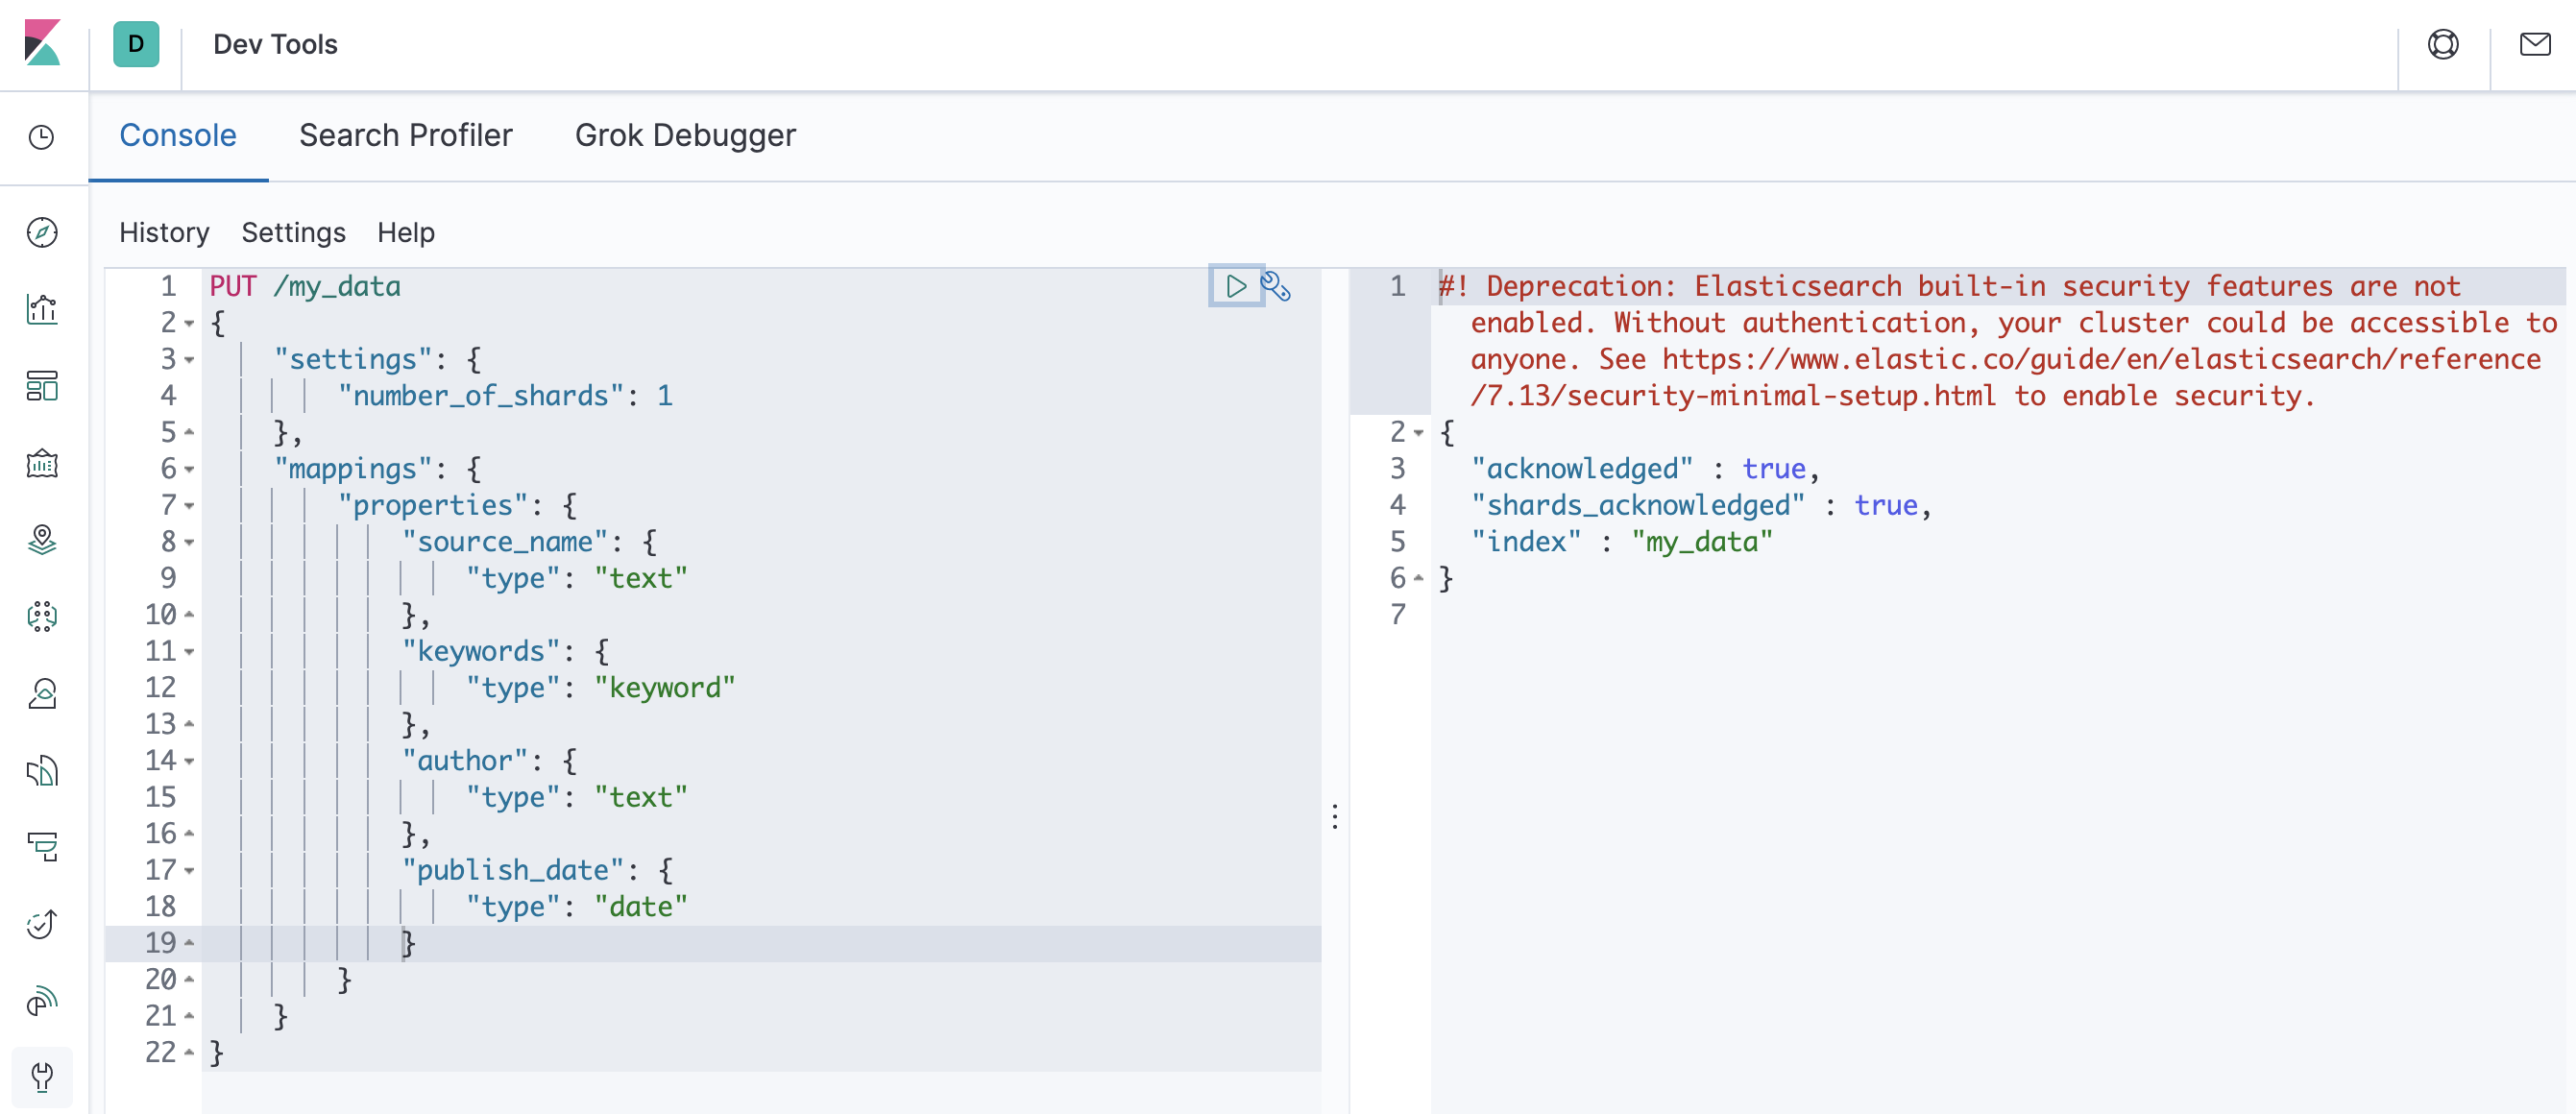 D Dev Tools
Console Search Profiler Grok Debugger
History Settings Help
1 PUT /my_data
2 {
3 "settings": {
4 "number_of_shards": 1
5 },
6 "mappings": {
7 "properties": {
8 "source_name": {
9 "type": "text"
10 },
11 "keywords": {
12 "type": "keyword"
13 },
14 "author": {
15 "type": "text"
16 },
17 "publish_date": {
18 "type": "date"
19 }
20 }
21 }
22 }
1 #! Deprecation: Elasticsearch built-in security features are not
enabled. Without authentication, your cluster could be accessible to
anyone. See https://www.elastic.co/guide/en/elasticsearch/reference
/7.13/security-minimal-setup.html to enable security.
2 {
3 "acknowledged" : true,
4 "shards_acknowledged" : true,
5 "index" : "my_data"
6 }
7